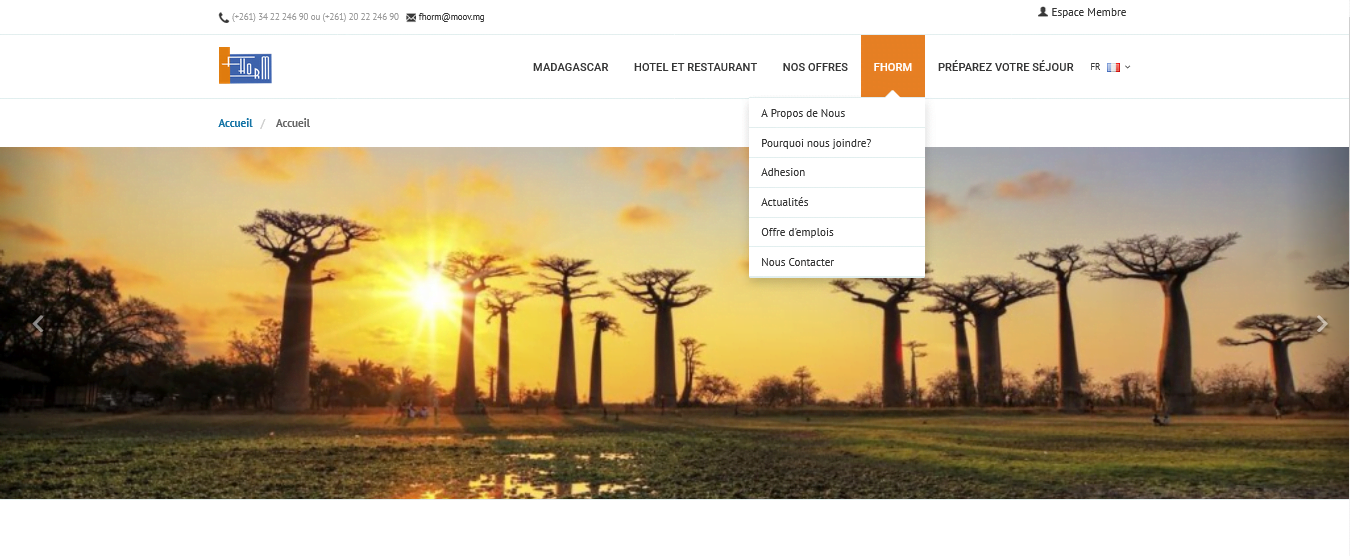 (+261) 34 22 246 90 ou (+261) 20 22 246 90 fhorm@moov.mg
Espace Membre
FHORM
MADAGASCAR HOTEL ET RESTAURANT NOS OFFRES FHORM PRÉPAREZ VOTRE SÉJOUR FR
Accueil / Accueil
A Propos de Nous
Pourquoi nous joindre?
Adhesion
Actualités
Offre d'emplois
Nous Contacter